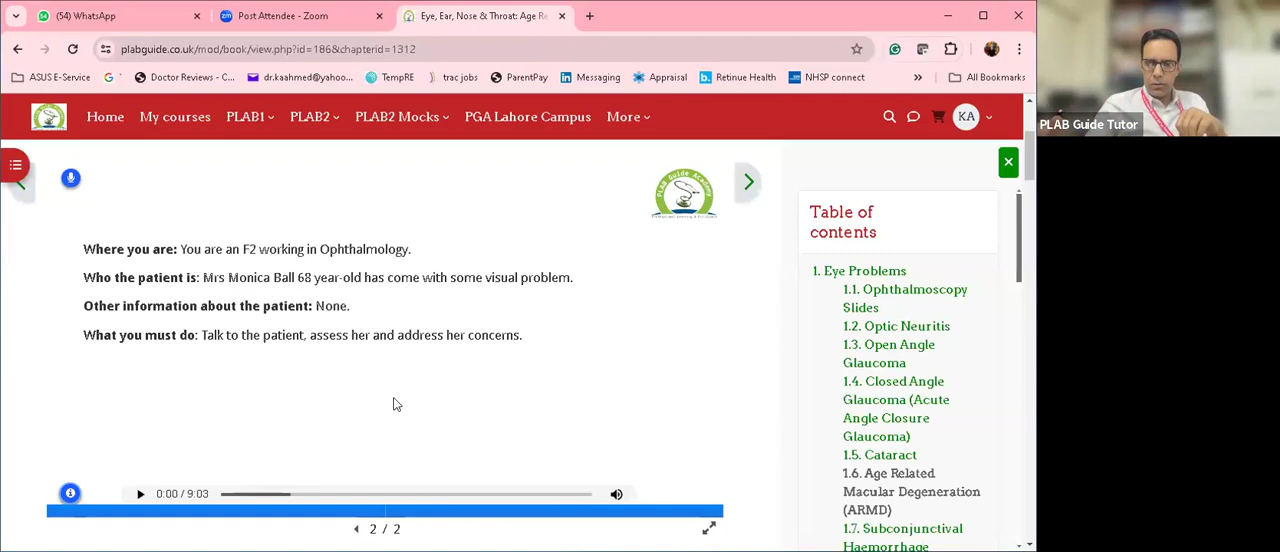 (54) WhatsApp
Post Attendee - Zoom
Eye, Ear, Nose & Throat: Age Re
plabguide.co.uk/mod/book/view.php?id=186&chapterid=1312
ASUS E-Service
Doctor Reviews - C...
dr.kaahmed@yahoo...
TempRE
trac jobs
ParentPay
Messaging
Appraisal
Retinue Health
NHSP connect
»
All Bookmarks
Home
My courses
PLAB1
PLAB2
PLAB2 Mocks
PGA Lahore Campus
More
KA
PLAB Guide Tutor
PLAB Guide Academy
Where you are: You are an F2 working in Ophthalmology.
Who the patient is: Mrs Monica Ball 68 year-old has come with some visual problem.
Other information about the patient: None.
What you must do: Talk to the patient, assess her and address her concerns.
0:00 / 9:03
2 / 2
Table of
contents
1. Eye Problems
1.1. Ophthalmoscopy
Slides
1.2. Optic Neuritis
1.3. Open Angle
Glaucoma
1.4. Closed Angle
Glaucoma (Acute
Angle Closure
Glaucoma)
1.5. Cataract
1.6. Age Related
Macular Degeneration
(ARMD)
1.7. Subconjunctival
Haemorrhage